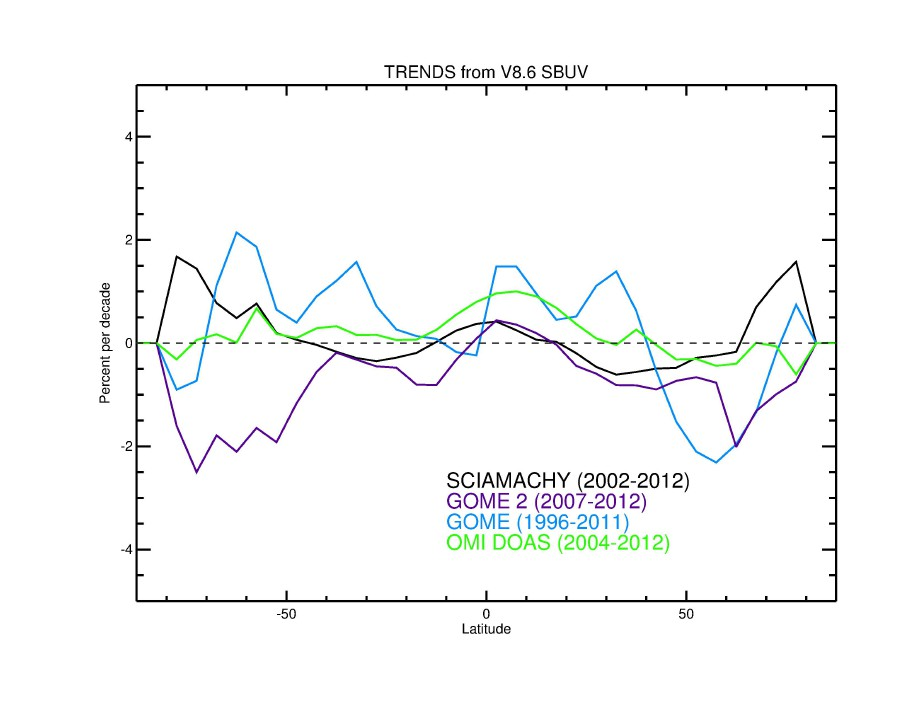 TRENDS from V8.6 SBUV
4
2
0
-2
-4
Percent per decade
SCIAMACHY (2002-2012)
GOME 2 (2007-2012)
GOME (1996-2011)
OMI DOAS (2004-2012)
-50 0 50
Latitude